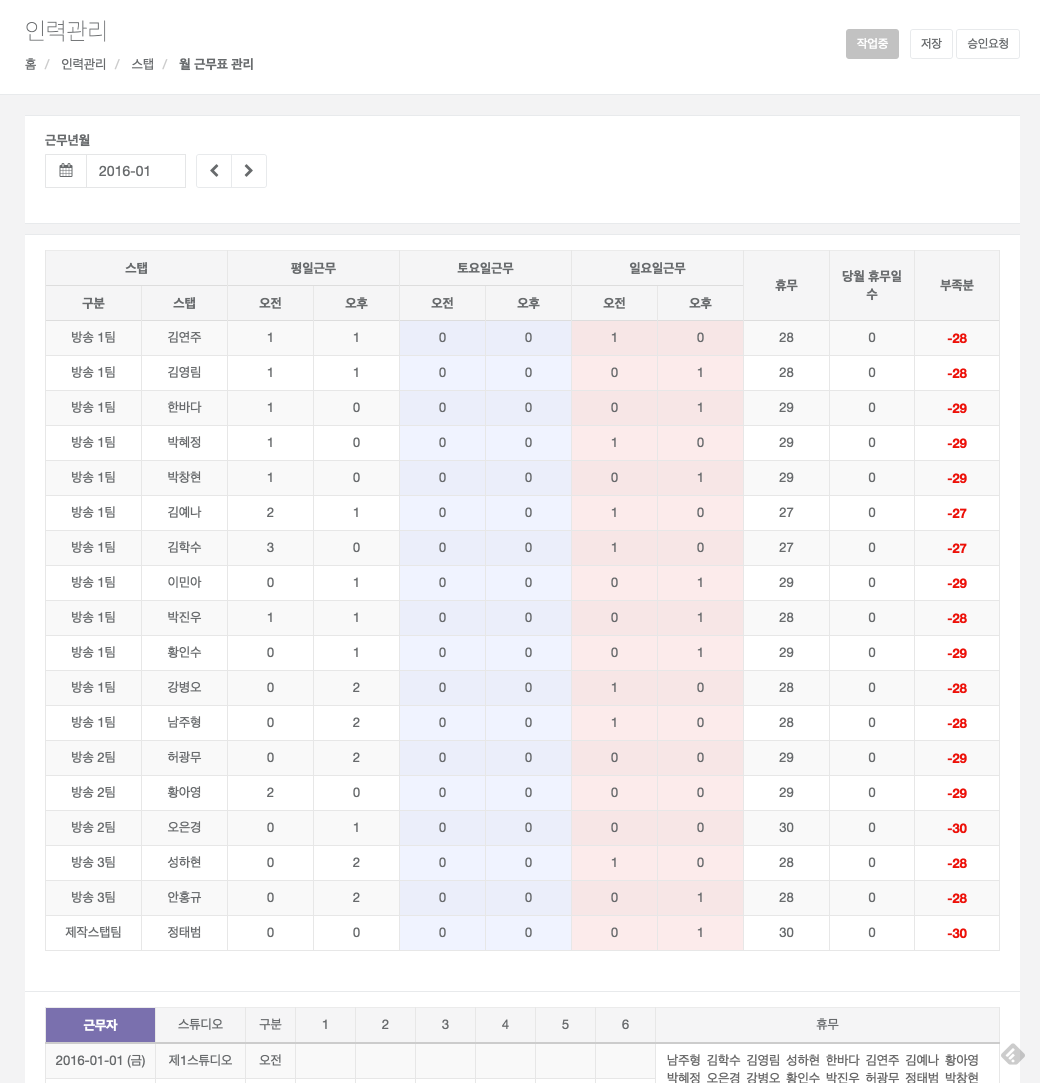 인력관리
홈 / 인력관리 / 스탭 / 월 근무표 관리
작업중 저장 승인요청
근무년월
2016-01
스탭 평일근무 토요일근무 일요일근무 휴무 당월 휴무일수 부족분
구분 스탭 오전 오후 오전 오후 오전 오후
방송 1팀 김연주 1 1 0 0 1 0 28 0 -28
방송 1팀 김영림 1 1 0 0 0 1 28 0 -28
방송 1팀 한바다 1 0 0 0 0 1 29 0 -29
방송 1팀 박혜정 1 0 0 0 1 0 29 0 -29
방송 1팀 박창현 1 0 0 0 0 1 29 0 -29
방송 1팀 김예나 2 1 0 0 1 0 27 0 -27
방송 1팀 김학수 3 0 0 0 1 0 27 0 -27
방송 1팀 이민아 0 1 0 0 0 1 29 0 -29
방송 1팀 박진우 1 1 0 0 0 1 28 0 -28
방송 1팀 황인수 0 1 0 0 0 1 29 0 -29
방송 1팀 강병오 0 2 0 0 1 0 28 0 -28
방송 1팀 남주형 0 2 0 0 1 0 28 0 -28
방송 2팀 허광무 0 2 0 0 0 0 29 0 -29
방송 2팀 황아영 2 0 0 0 0 0 29 0 -29
방송 2팀 오은경 0 1 0 0 0 0 30 0 -30
방송 3팀 성하현 0 2 0 0 1 0 28 0 -28
방송 3팀 안홍규 0 2 0 0 0 1 28 0 -28
제작스탭팀 정태범 0 0 0 0 0 1 30 0 -30
근무자 스튜디오 구분 1 2 3 4 5 6 휴무
2016-01-01 (금) 제1스튜디오 오전 남주형 김학수 김영림 성하현 한바다 김연주 김예나 황아영
박혜정 오은경 강병오 황인수 박진우 허광무 정태범 박창현